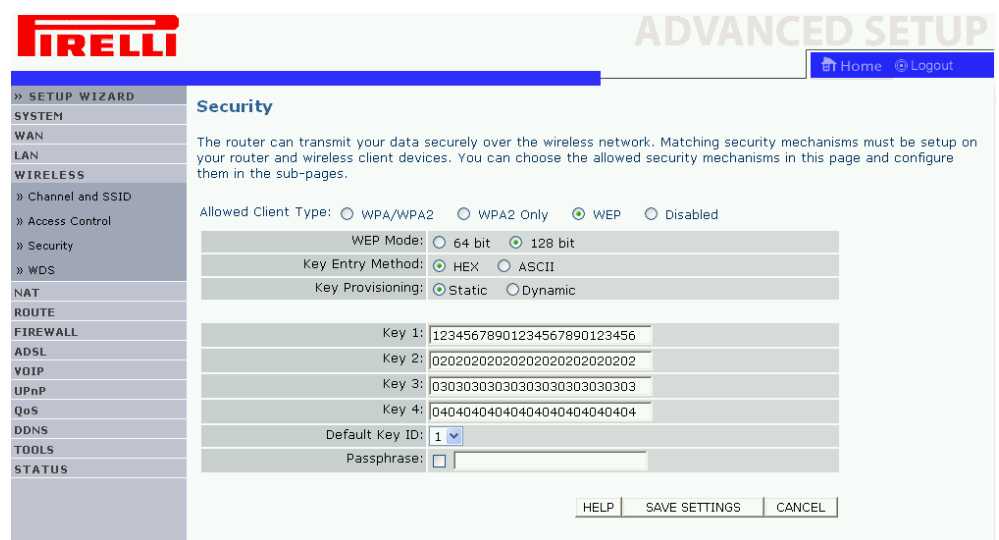 PIRELLI
ADVANCED SETUP
Home Logout
» SETUP WIZARD
SYSTEM
WAN
LAN
WIRELESS
» Channel and SSID
» Access Control
» Security
» WDS
NAT
ROUTE
FIREWALL
ADSL
VOIP
UPnP
QoS
DDNS
TOOLS
STATUS
Security
The router can transmit your data securely over the wireless network. Matching security mechanisms must be setup on
your router and wireless client devices. You can choose the allowed security mechanisms in this page and configure
them in the sub-pages.
Allowed Client Type: WPA/WPA2 WPA2 Only WEP Disabled
WEP Mode: 64 bit 128 bit
Key Entry Method: HEX ASCII
Key Provisioning: Static Dynamic
Key 1: 12345678901234567890123456
Key 2: 02020202020202020202020202
Key 3: 03030303030303030303030303
Key 4: 04040404040404040404040404
Default Key ID: 1
Passphrase:
HELP SAVE SETTINGS CANCEL